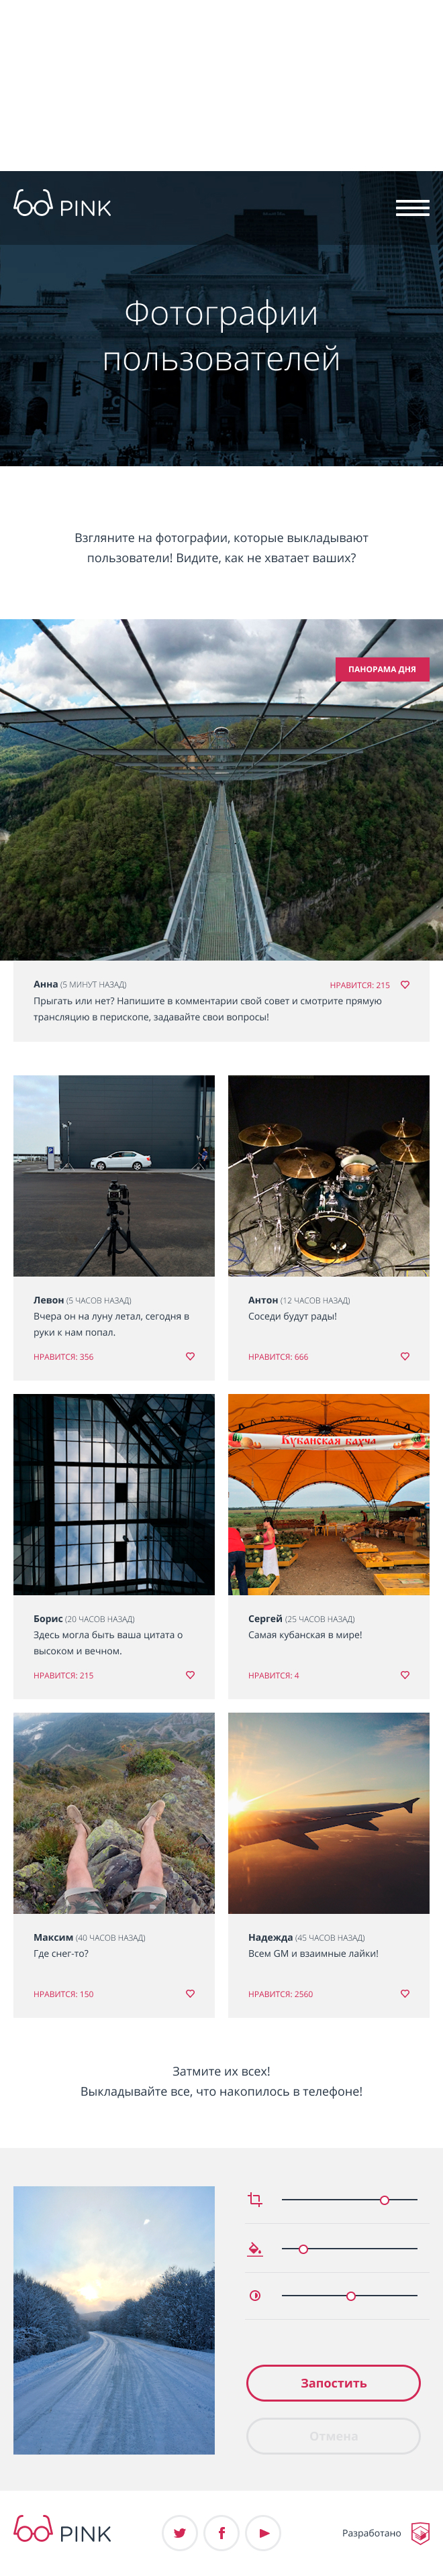 PINK
Фотографии
пользователей
Взгляните на фотографии, которые выкладывают
пользователи! Видите, как не хватает ваших?
ПАНОРАМА ДНЯ
Анна (5 МИНУТ НАЗАД)
НРАВИТСЯ: 215
Прыгать или нет? Напишите в комментарии свой совет и смотрите прямую
трансляцию в перископе, задавайте свои вопросы!
Левон (5 ЧАСОВ НАЗАД)
Вчера он на луну летал, сегодня в
руки к нам попал.
НРАВИТСЯ: 356
Антон (12 ЧАСОВ НАЗАД)
Соседи будут рады!
НРАВИТСЯ: 666
Кубанская бахча
Борис (20 ЧАСОВ НАЗАД)
Здесь могла быть ваша цитата о
высоком и вечном.
НРАВИТСЯ: 215
Сергей (25 ЧАСОВ НАЗАД)
Самая кубанская в мире!
НРАВИТСЯ: 4
Максим (40 ЧАСОВ НАЗАД)
Где снег-то?
НРАВИТСЯ: 150
Надежда (45 ЧАСОВ НАЗАД)
Всем GM и взаимные лайки!
НРАВИТСЯ: 2560
Затмите их всех!
Выкладывайте все, что накопилось в телефоне!
Запостить
Отмена
PINK
Разработано